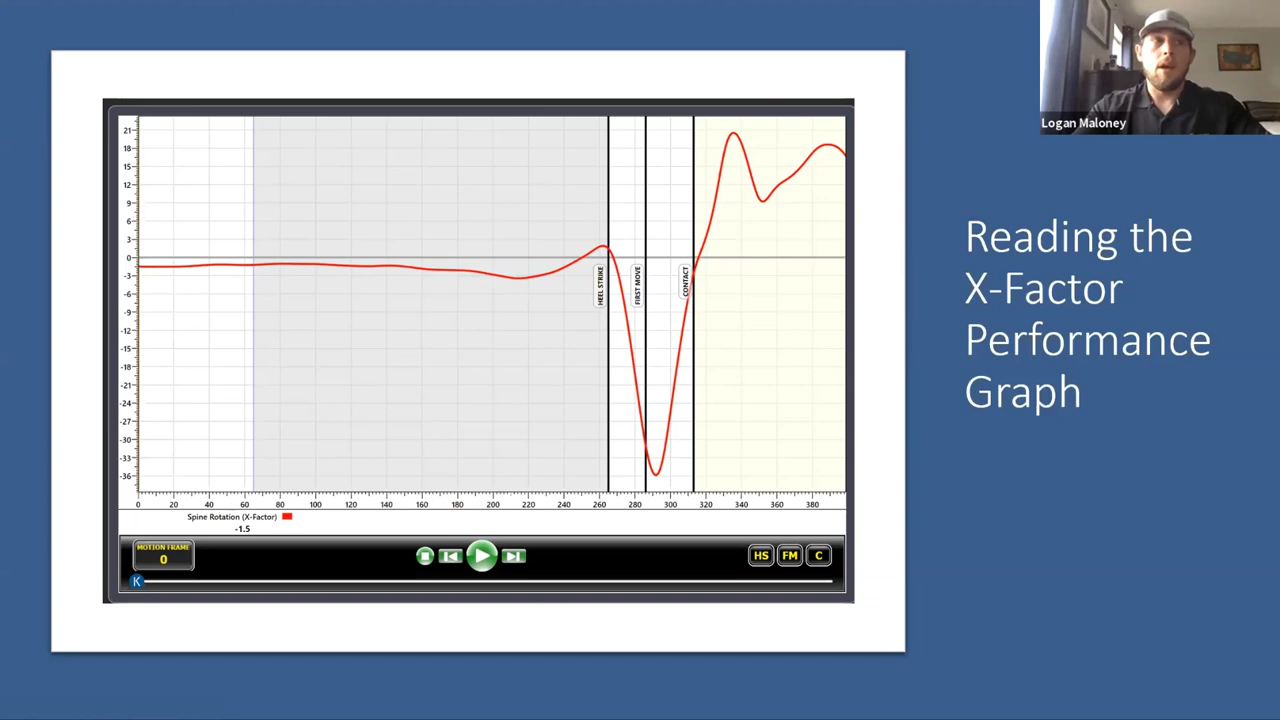 Logan Maloney
Reading the
X-Factor
Performance
Graph
21
18
15
12
9
6
3
0
-3
-6
-9
-12
-15
-18
-21
-24
-27
-30
-33
-36
HEEL STRIKE
FIRST MOVE
CONTACT
0 20 40 60 80 100 120 140 160 180 200 220 240 260 280 300 320 340 360 380
Spine Rotation (X-Factor)
-1.5
MOTION FRAME
0
HS FM C
K